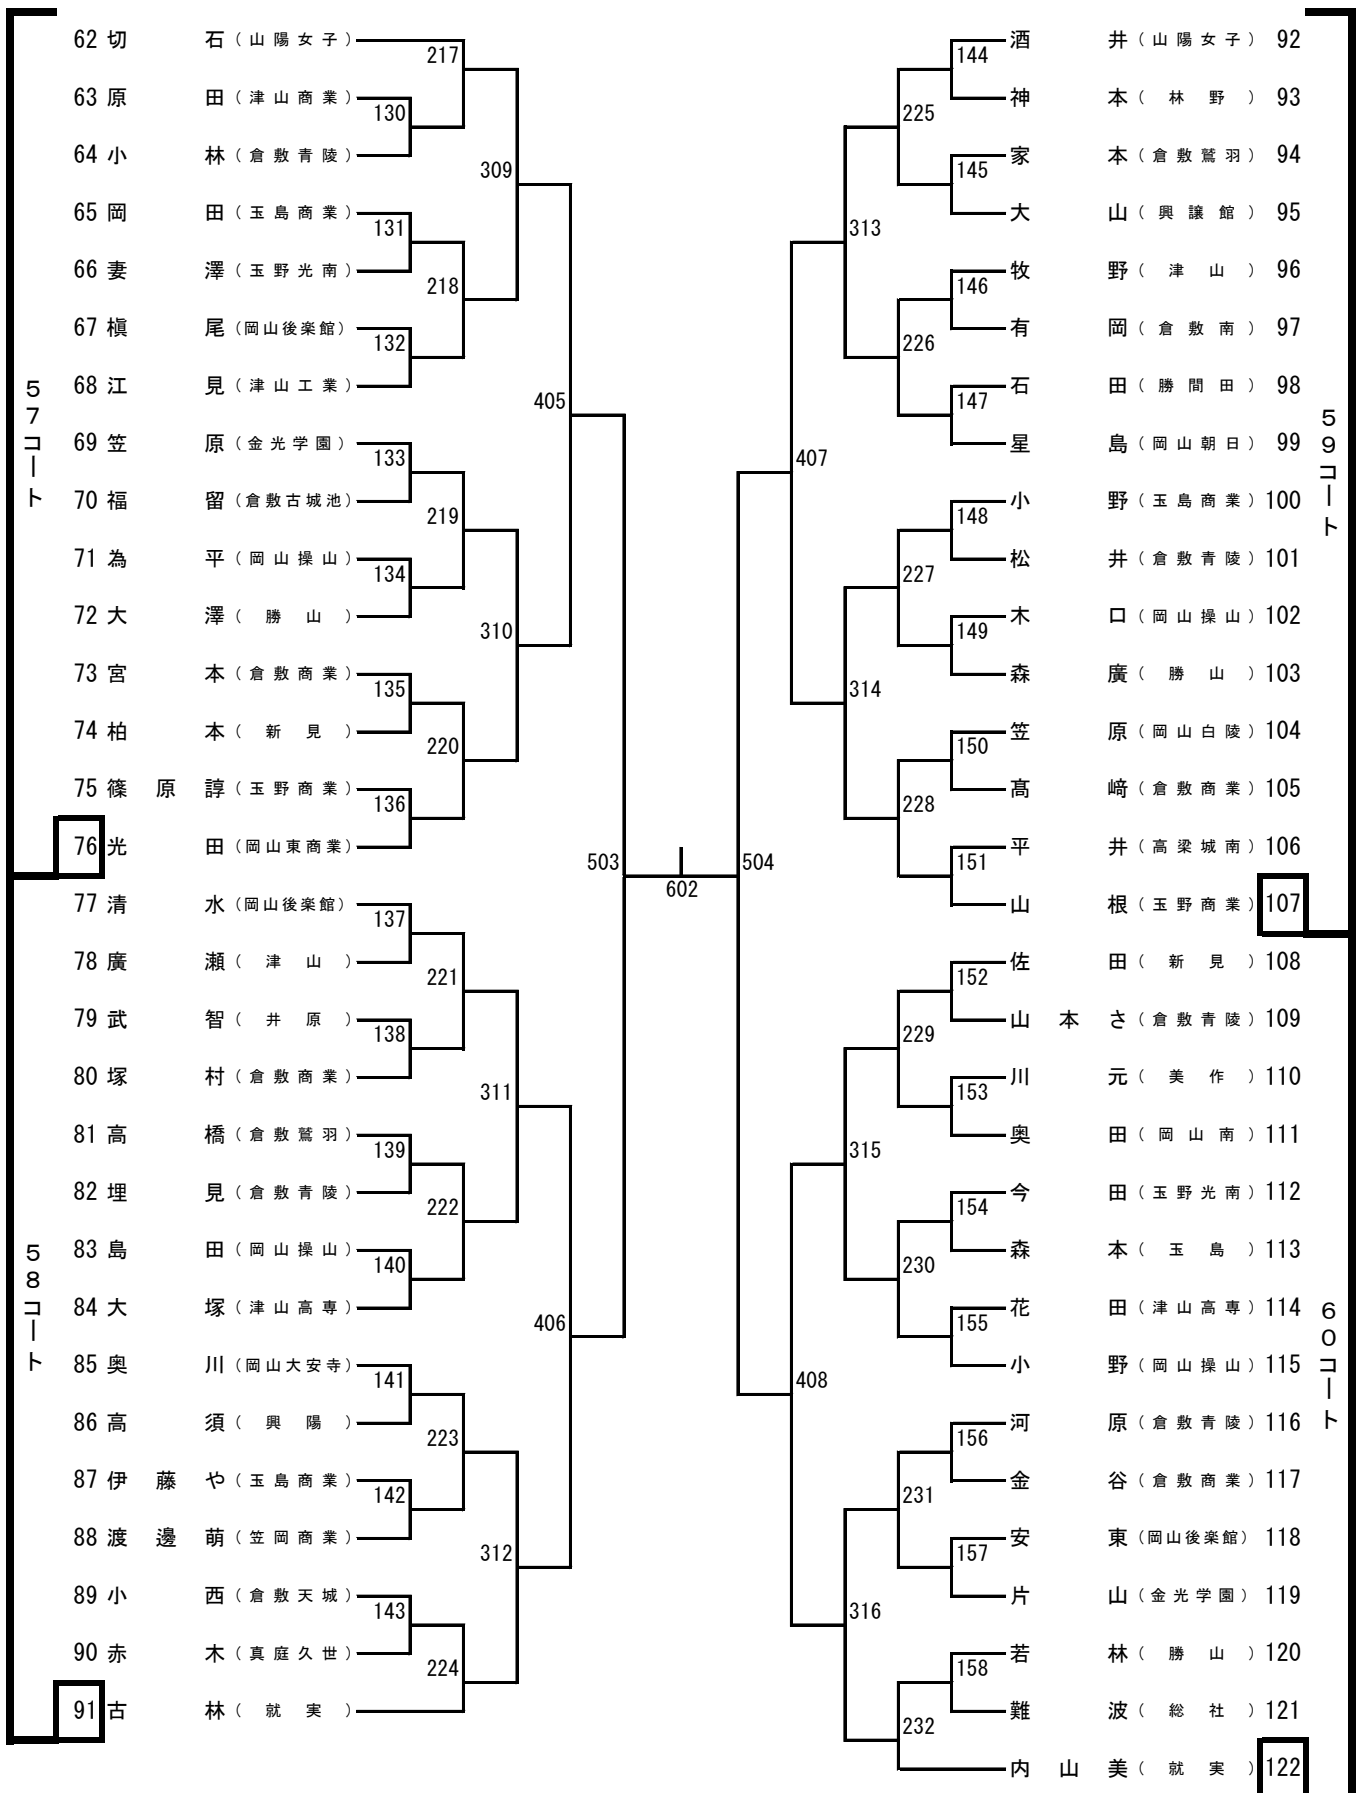 62 切石（山陽女子）
63 原田（津山商業）
64 小林（倉敷青陵）
65 岡田（玉島商業）
66 妻澤（玉野光南）
67 槇尾（岡山後楽館）
68 江見（津山工業）
69 笠原（金光学園）
70 福留（倉敷古城池）
71 為平（岡山操山）
72 大澤（勝山）
73 宮本（倉敷商業）
74 柏本（新見）
75 篠原諄（玉野商業）
76 光田（岡山東商業）
77 清水（岡山後楽館）
78 廣瀬（津山）
79 武智（井原）
80 塚村（倉敷商業）
81 高橋（倉敷鷲羽）
82 埋見（倉敷青陵）
83 島田（岡山操山）
84 大塚（津山高専）
85 奥川（岡山大安寺）
86 高須（興陽）
87 伊藤や（玉島商業）
88 渡邊萌（笠岡商業）
89 小西（倉敷天城）
90 赤木（真庭久世）
91 古林（就実）
57コート
58コート
217
130
309
131
218
132
405
133
219
134
310
135
220
136
503
137
221
138
311
139
222
140
406
141
223
142
312
143
224
602
504
144
225
145
313
146
226
147
407
148
227
149
314
150
228
151
152
229
153
315
154
230
155
408
156
231
157
316
158
232
酒井（山陽女子） 92
神本（林野） 93
家本（倉敷鷲羽） 94
大山（興譲館） 95
牧野（津山） 96
有岡（倉敷南） 97
石田（勝間田） 98
星島（岡山朝日） 99
小野（玉島商業） 100
松井（倉敷青陵） 101
木口（岡山操山） 102
森廣（勝山） 103
笠原（岡山白陵） 104
髙﨑（倉敷商業） 105
平井（高梁城南） 106
山根（玉野商業） 107
佐田（新見） 108
山本さ（倉敷青陵） 109
川元（美作） 110
奥田（岡山南） 111
今田（玉野光南） 112
森本（玉島） 113
花田（津山高専） 114
小野（岡山操山） 115
河原（倉敷青陵） 116
金谷（倉敷商業） 117
安東（岡山後楽館） 118
片山（金光学園） 119
若林（勝山） 120
難波（総社） 121
内山美（就実） 122
59コート
60コート